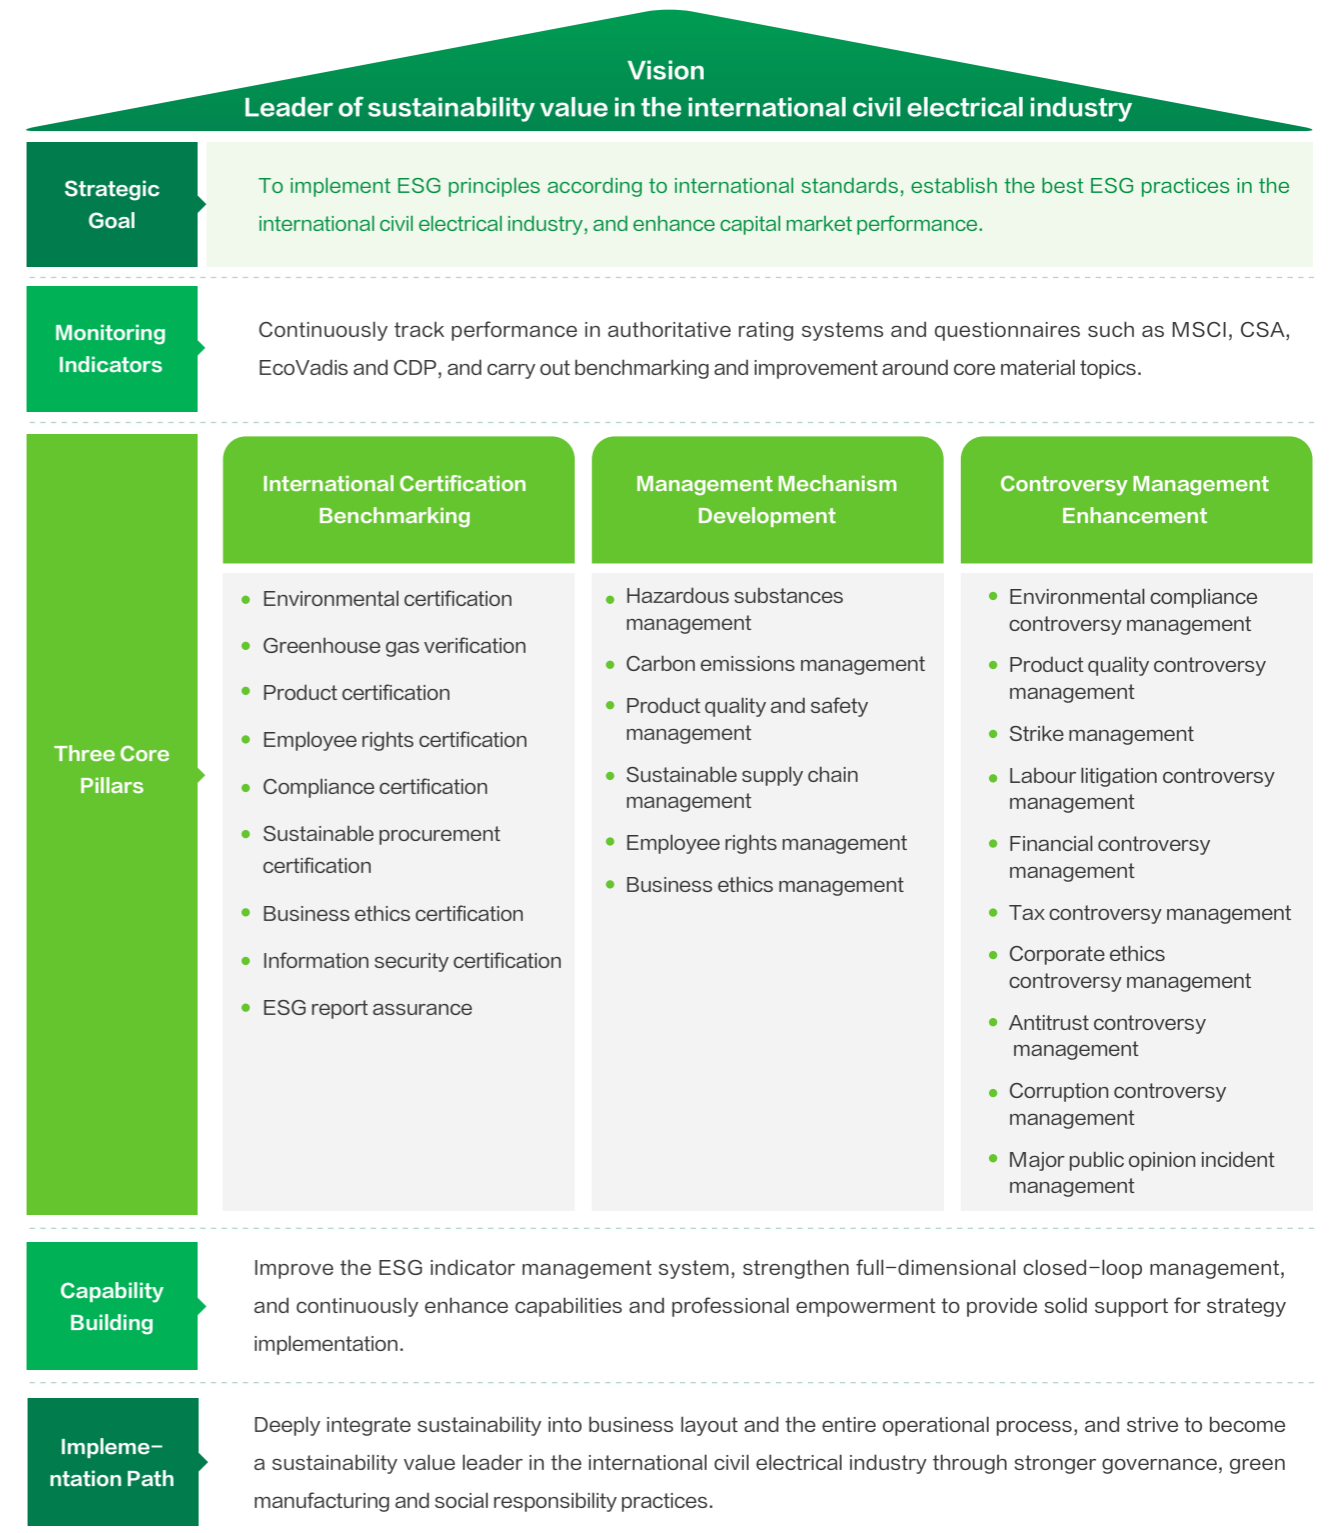 Vision
Leader of sustainability value in the international civil electrical industry
Strategic
Goal
To implement ESG principles according to international standards, establish the best ESG practices in the
international civil electrical industry, and enhance capital market performance.
Monitoring
Indicators
Continuously track performance in authoritative rating systems and questionnaires such as MSCI, CSA,
EcoVadis and CDP, and carry out benchmarking and improvement around core material topics.
Three Core
Pillars
International Certification
Benchmarking
• Environmental certification
• Greenhouse gas verification
• Product certification
• Employee rights certification
• Compliance certification
• Sustainable procurement
certification
• Business ethics certification
• Information security certification
• ESG report assurance
Management Mechanism
Development
• Hazardous substances
management
• Carbon emissions management
• Product quality and safety
management
• Sustainable supply chain
management
• Employee rights management
• Business ethics management
Controversy Management
Enhancement
• Environmental compliance
controversy management
• Product quality controversy
management
• Strike management
• Labour litigation controversy
management
• Financial controversy
management
• Tax controversy management
• Corporate ethics
controversy management
• Antitrust controversy
management
• Corruption controversy
management
• Major public opinion incident
management
Capability
Building
Improve the ESG indicator management system, strengthen full-dimensional closed-loop management,
and continuously enhance capabilities and professional empowerment to provide solid support for strategy
implementation.
Impleme-
ntation Path
Deeply integrate sustainability into business layout and the entire operational process, and strive to become
a sustainability value leader in the international civil electrical industry through stronger governance, green
manufacturing and social responsibility practices.